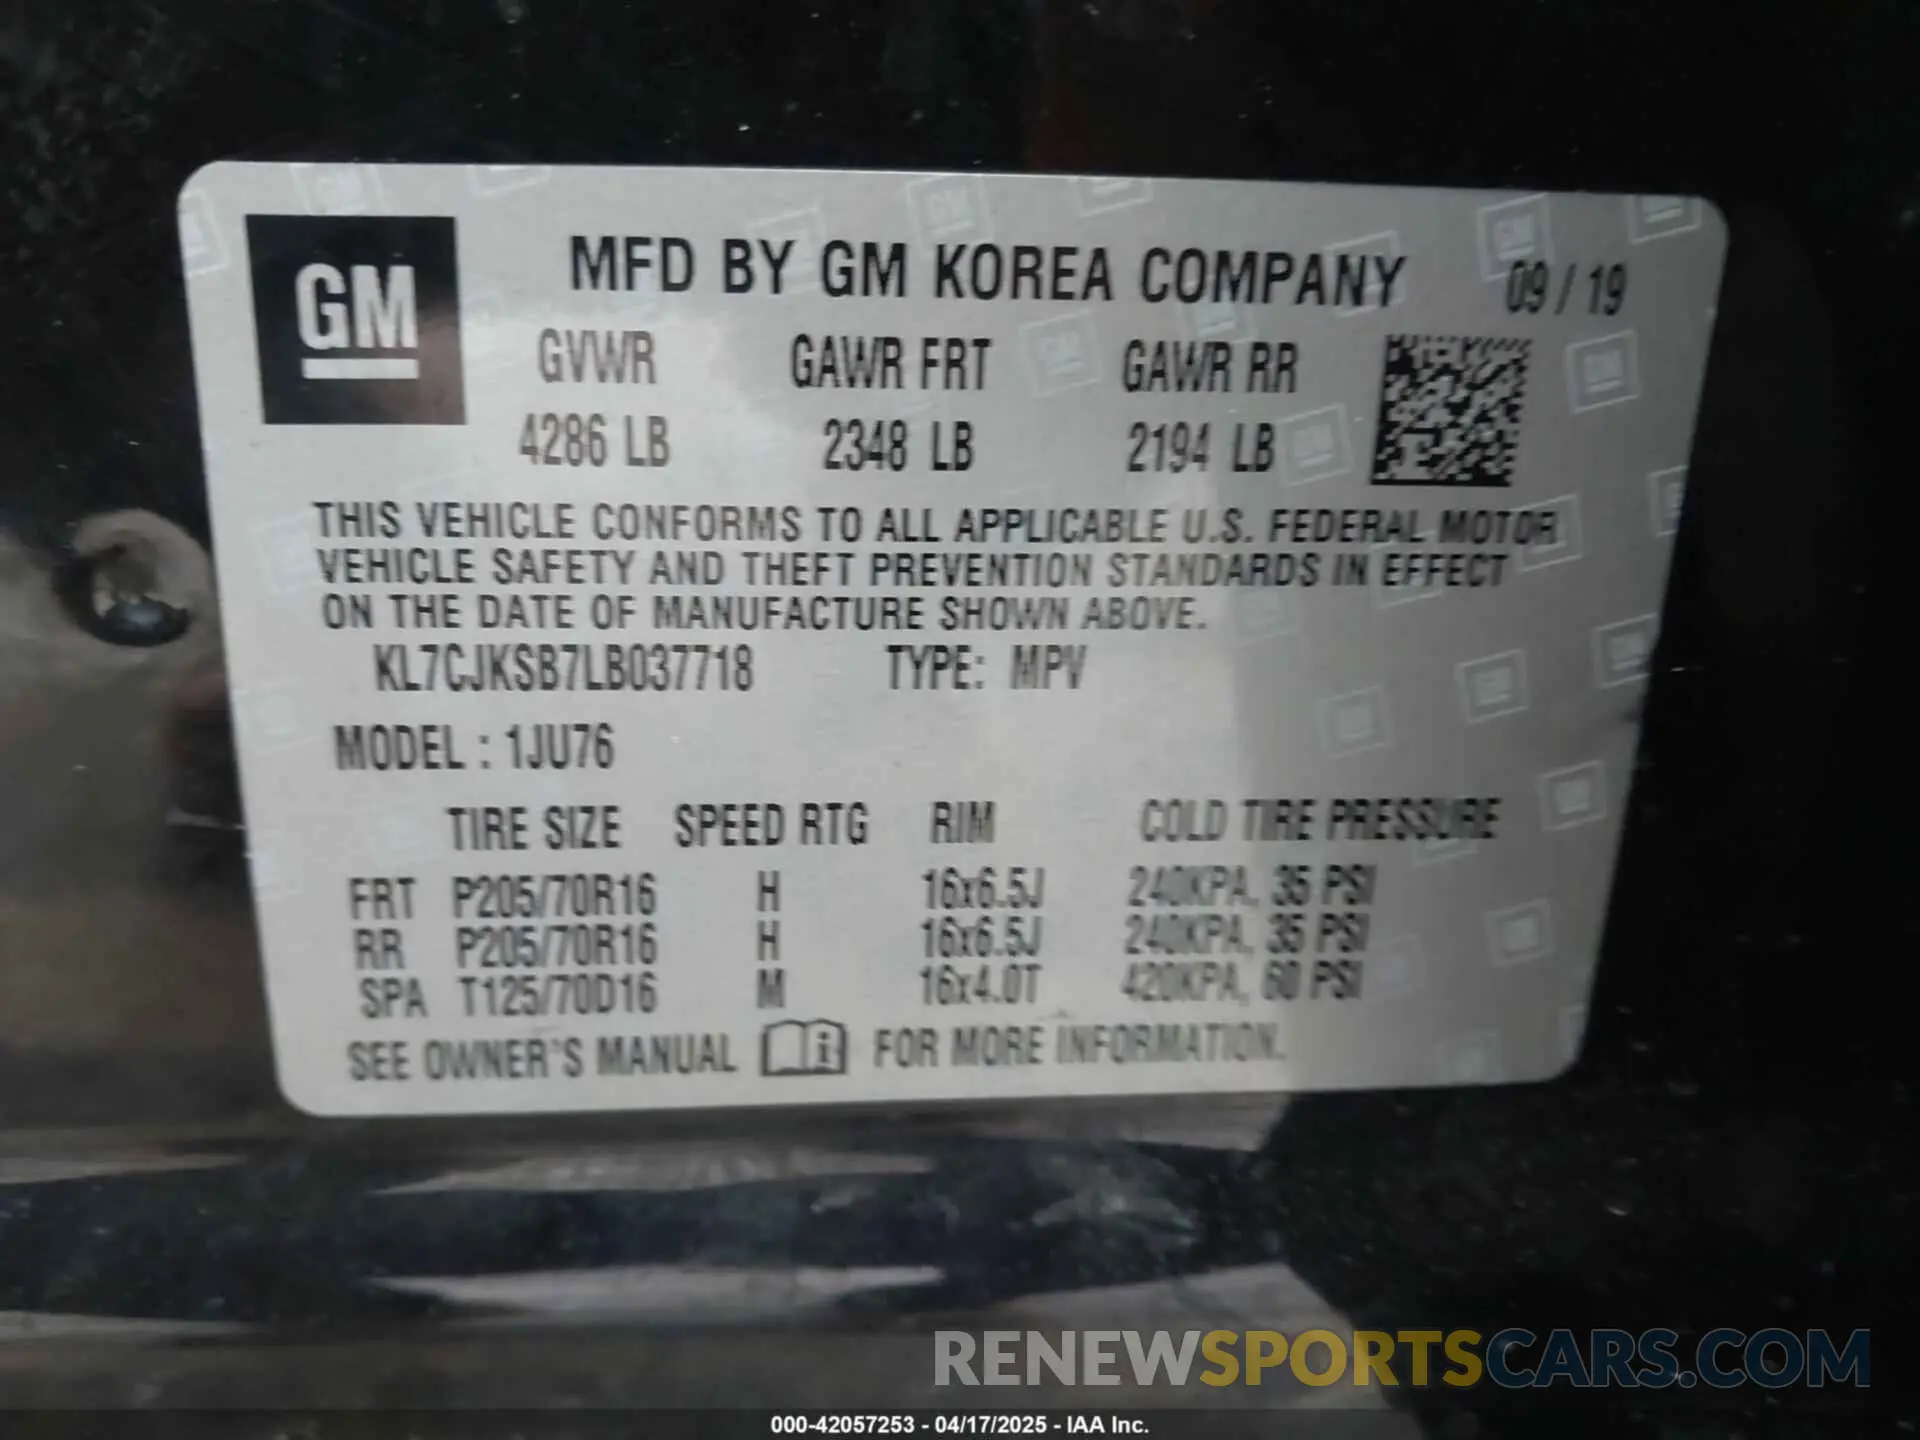 GM
MFD BY GM KOREA COMPANY 09 / 19
GVWR GAWR FRT GAWR RR
4286 LB 2348 LB 2194 LB
THIS VEHICLE CONFORMS TO ALL APPLICABLE U.S. FEDERAL MOTOR
VEHICLE SAFETY AND THEFT PREVENTION STANDARDS IN EFFECT
ON THE DATE OF MANUFACTURE SHOWN ABOVE.
KL7CJKSB7LB037718 TYPE: MPV
MODEL : 1JU76
TIRE SIZE SPEED RTG RIM COLD TIRE PRESSURE
FRT P205/70R16 H 16x6.5J 240KPA, 35 PSI
RR P205/70R16 H 16x6.5J 240KPA, 35 PSI
SPA T125/70D16 M 16x4.0T 420KPA, 60 PSI
SEE OWNER'S MANUAL FOR MORE INFORMATION.
RENEWSPORTSCARS.COM
000-42057253 - 04/17/2025 - IAA Inc.